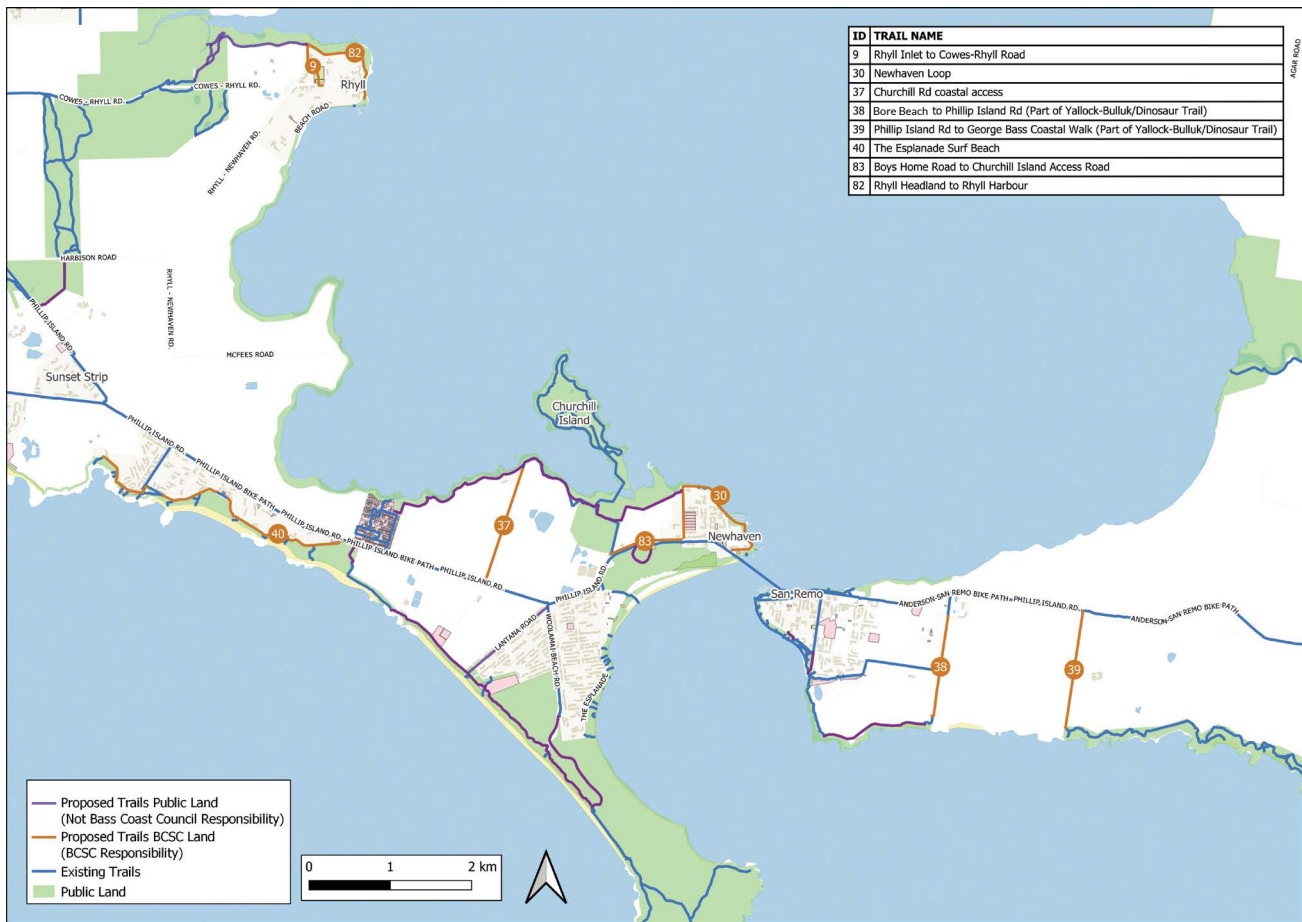 ID TRAIL NAME
9 Rhyll Inlet to Cowes-Rhyll Road
30 Newhaven Loop
37 Churchill Rd coastal access
38 Bore Beach to Phillip Island Rd (Part of Yallock-Bulluk/Dinosaur Trail)
39 Phillip Island Rd to George Bass Coastal Walk (Part of Yallock-Bulluk/Dinosaur Trail)
40 The Esplanade Surf Beach
83 Boys Home Road to Churchill Island Access Road
82 Rhyll Headland to Rhyll Harbour
AGAR ROAD
82
9
Rhyll
COWES - RHYLL RD.
COWES - RHYLL RD.
BEACH ROAD
RHYLL - NEWHAVEN RD.
HARBISON ROAD
RHYLL - NEWHAVEN RD.
PHILLIP ISLAND RD.
MCFEES ROAD
Sunset Strip
Churchill
Island
PHILLIP ISLAND RD.
PHILLIP ISLAND BIKE PATH
PHILLIP ISLAND RD.
PHILLIP ISLAND BIKE PATH
PHILLIP ISLAND RD.
40
37
30
83
Newhaven
PHILLIP ISLAND RD.
LANTANA ROAD
WOOLAMAI BEACH RD
THE ESPLANADE
San Remo
ANDERSON-SAN REMO BIKE PATH
PHILLIP ISLAND RD.
ANDERSON-SAN REMO BIKE PATH
38
39
Proposed Trails Public Land
(Not Bass Coast Council Responsibility)
Proposed Trails BCSC Land
(BCSC Responsibility)
Existing Trails
Public Land
0 1 2 km